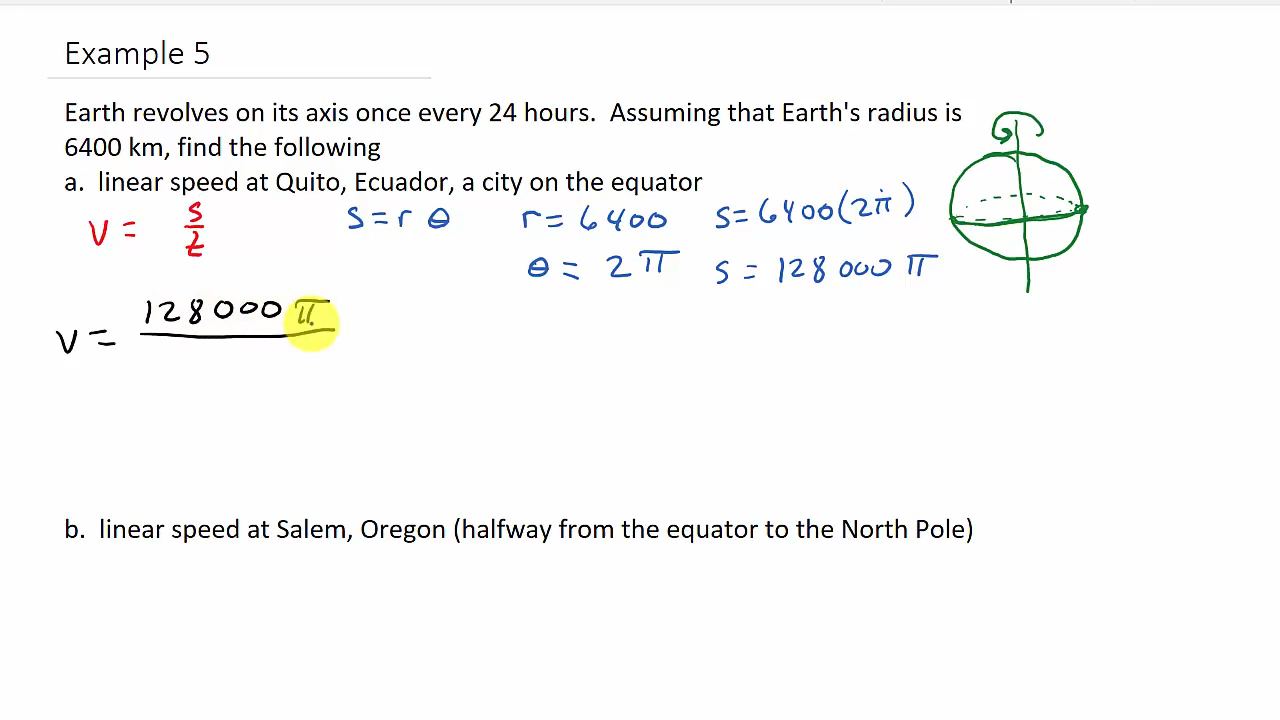 Example 5
Earth revolves on its axis once every 24 hours.  Assuming that Earth's radius is
6400 km, find the following
a.  linear speed at Quito, Ecuador, a city on the equator
v = s/t   s = r θ   r = 6400   s = 6400(2π)
θ = 2π   s = 128 000 π
v = 128000 π
b.  linear speed at Salem, Oregon (halfway from the equator to the North Pole)